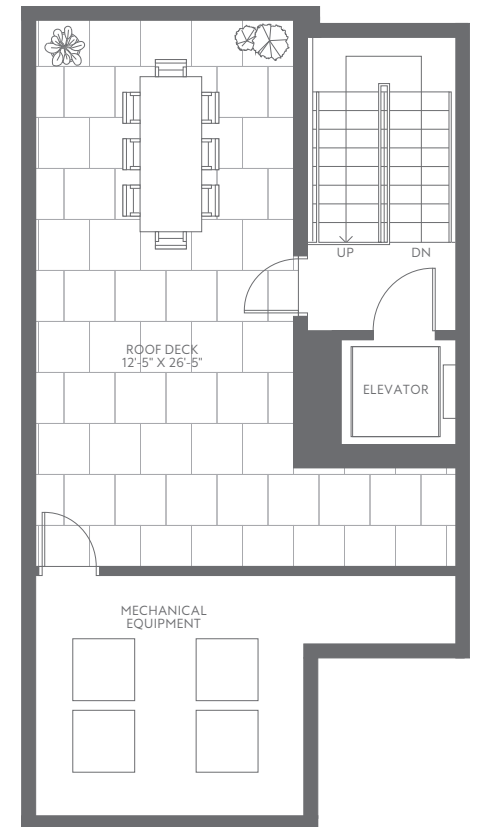 UP DN
ROOF DECK
12'-5" X 26'-5"
ELEVATOR
MECHANICAL
EQUIPMENT